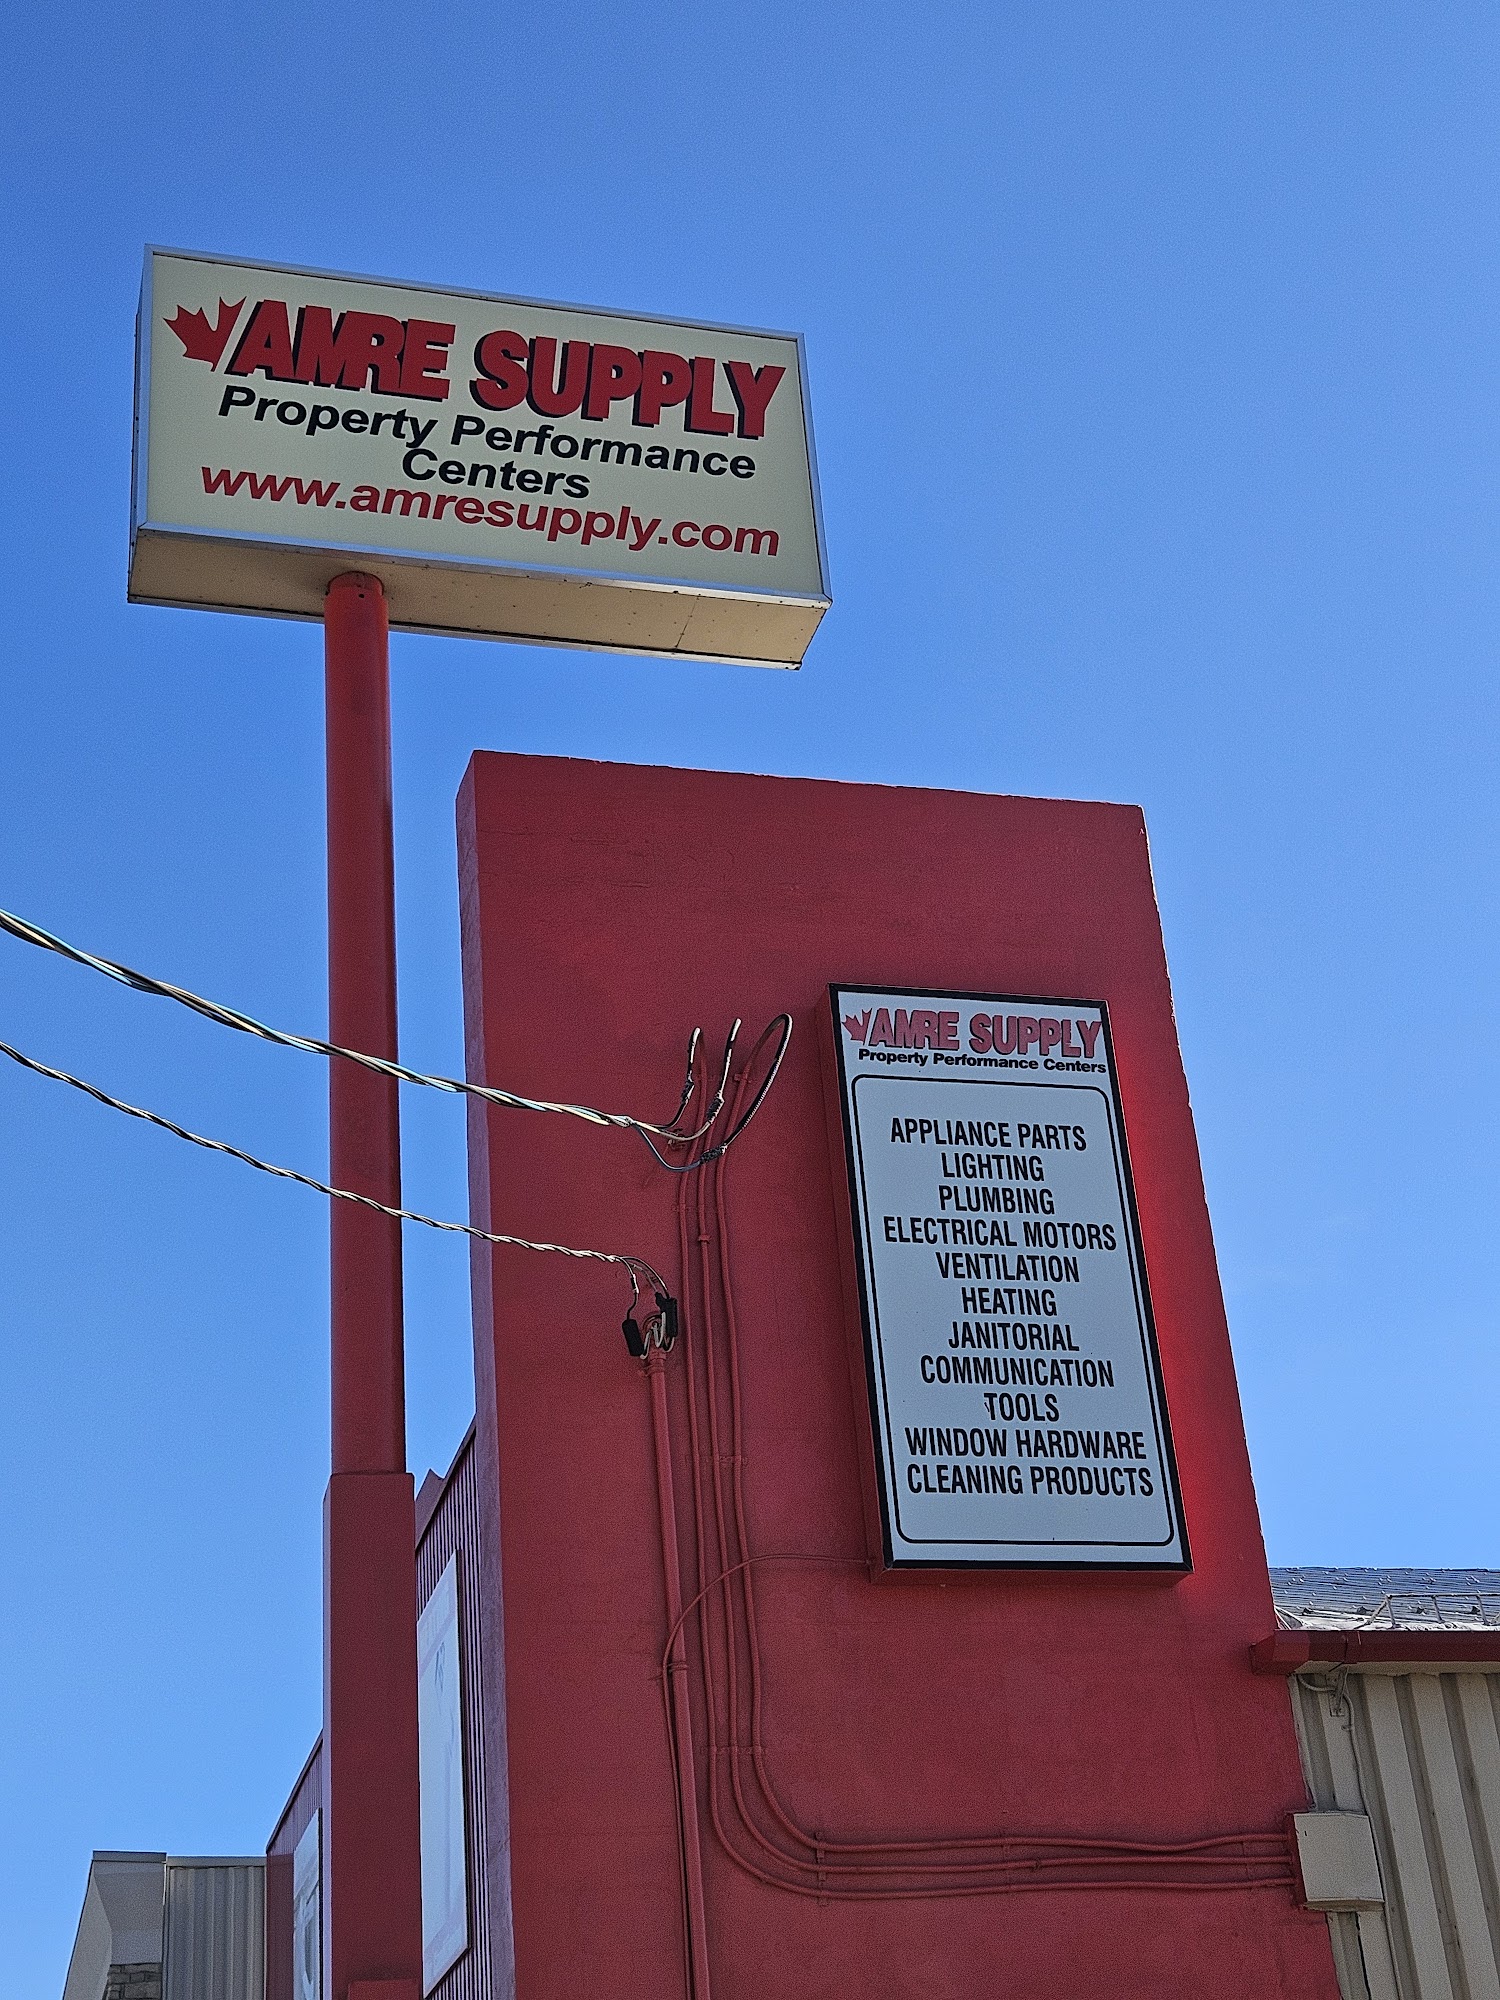 AMRE SUPPLY
Property Performance
Centers
www.amresupply.com
AMRE SUPPLY
Property Performance Centers
APPLIANCE PARTS
LIGHTING
PLUMBING
ELECTRICAL MOTORS
VENTILATION
HEATING
JANITORIAL
COMMUNICATION
TOOLS
WINDOW HARDWARE
CLEANING PRODUCTS